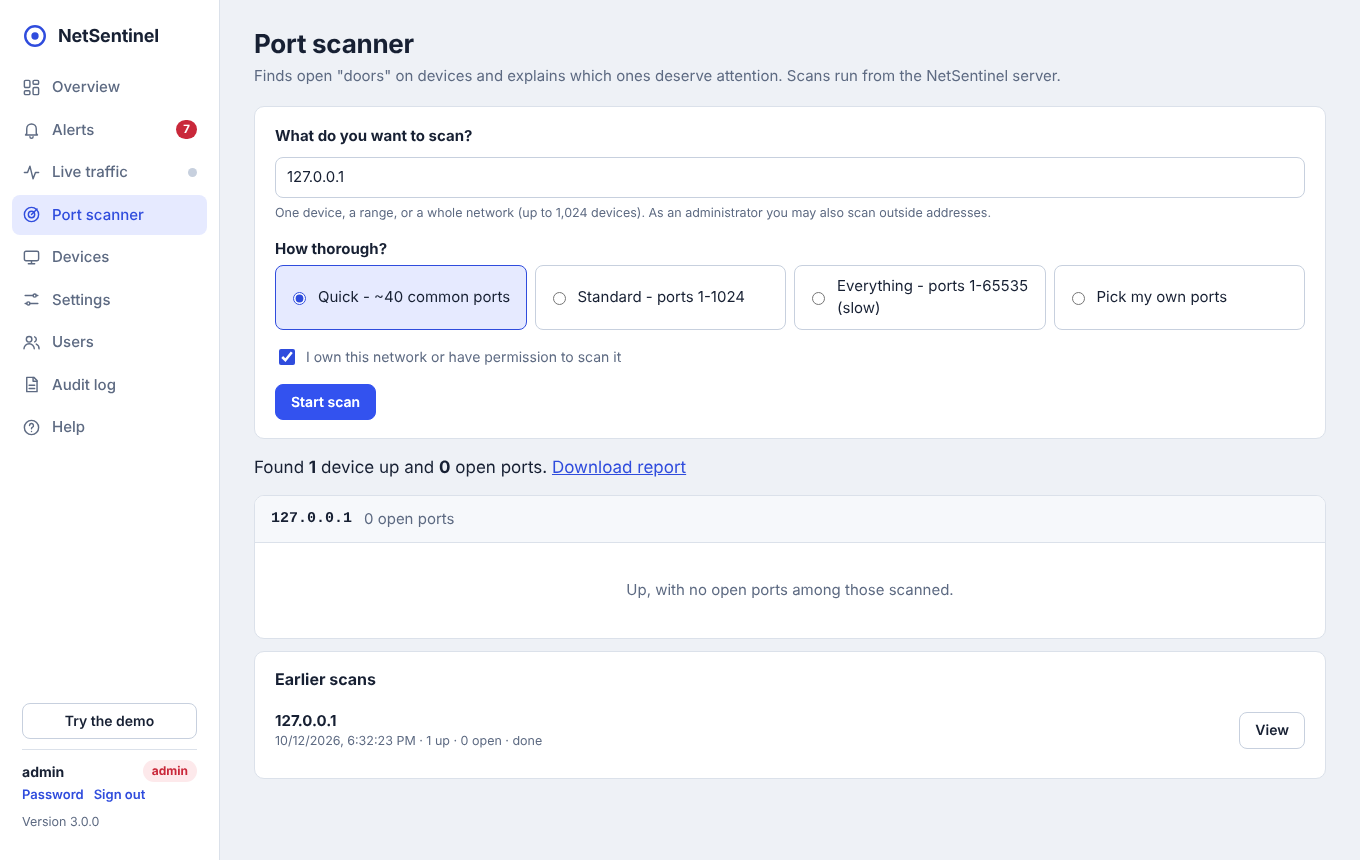 NetSentinel
Overview
Alerts
7
Live traffic
Port scanner
Devices
Settings
Users
Audit log
Help
Try the demo
admin
admin
Password Sign out
Version 3.0.0
Port scanner
Finds open "doors" on devices and explains which ones deserve attention. Scans run from the NetSentinel server.
What do you want to scan?
127.0.0.1
One device, a range, or a whole network (up to 1,024 devices). As an administrator you may also scan outside addresses.
How thorough?
Quick - ~40 common ports
Standard - ports 1-1024
Everything - ports 1-65535
(slow)
Pick my own ports
I own this network or have permission to scan it
Start scan
Found 1 device up and 0 open ports. Download report
127.0.0.1 0 open ports
Up, with no open ports among those scanned.
Earlier scans
127.0.0.1
10/12/2026, 6:32:23 PM · 1 up · 0 open · done
View